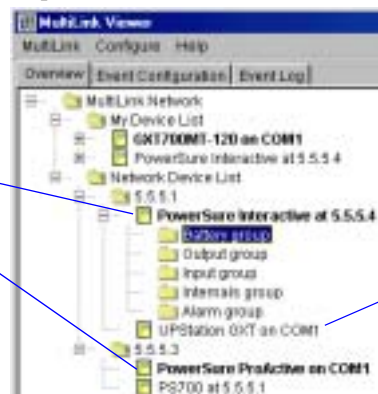 MultiLink Viewer
MultiLink Configure Help
Overview Event Configuration Event Log
MultiLink Network
My Device List
GXT700MT-120 on COM1
PowerSure Interactive at 5.5.5.4
Network Device List
5.5.5.1
PowerSure Interactive at 5.5.5.4
Battery group
Output group
Input group
Internals group
Alarm group
UPStation GXT on COM1
5.5.5.3
PowerSure ProActive on COM1
PS700 at 5.5.5.1